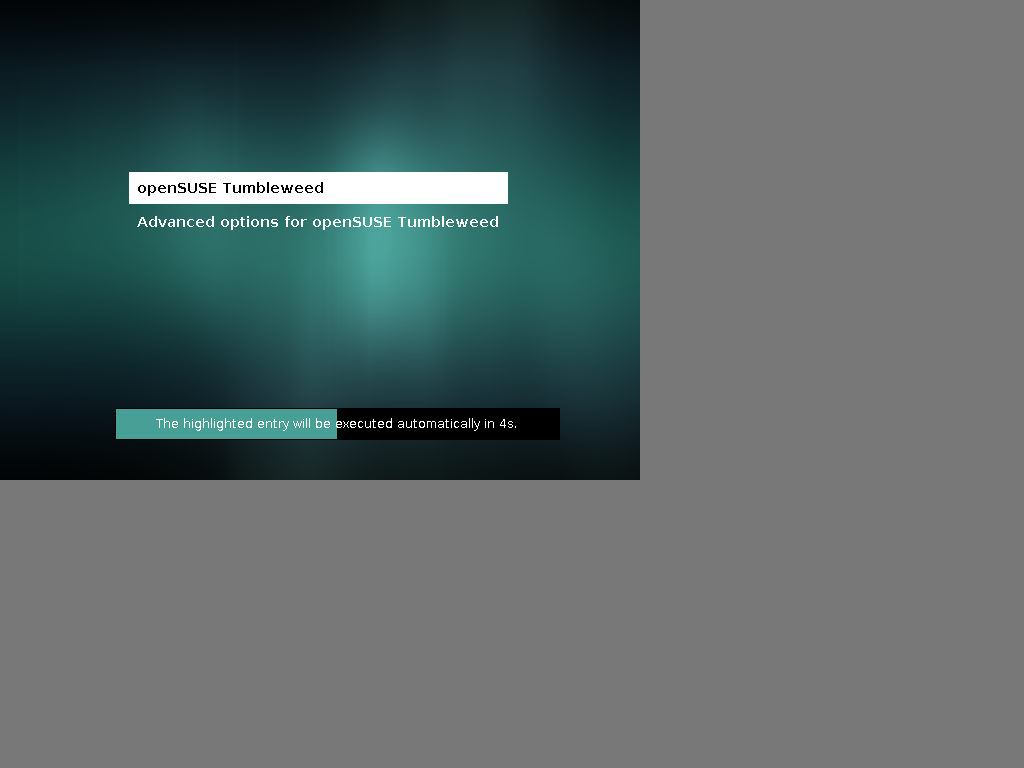 openSUSE Tumbleweed
Advanced options for openSUSE Tumbleweed
The highlighted entry will be executed automatically in 4s.